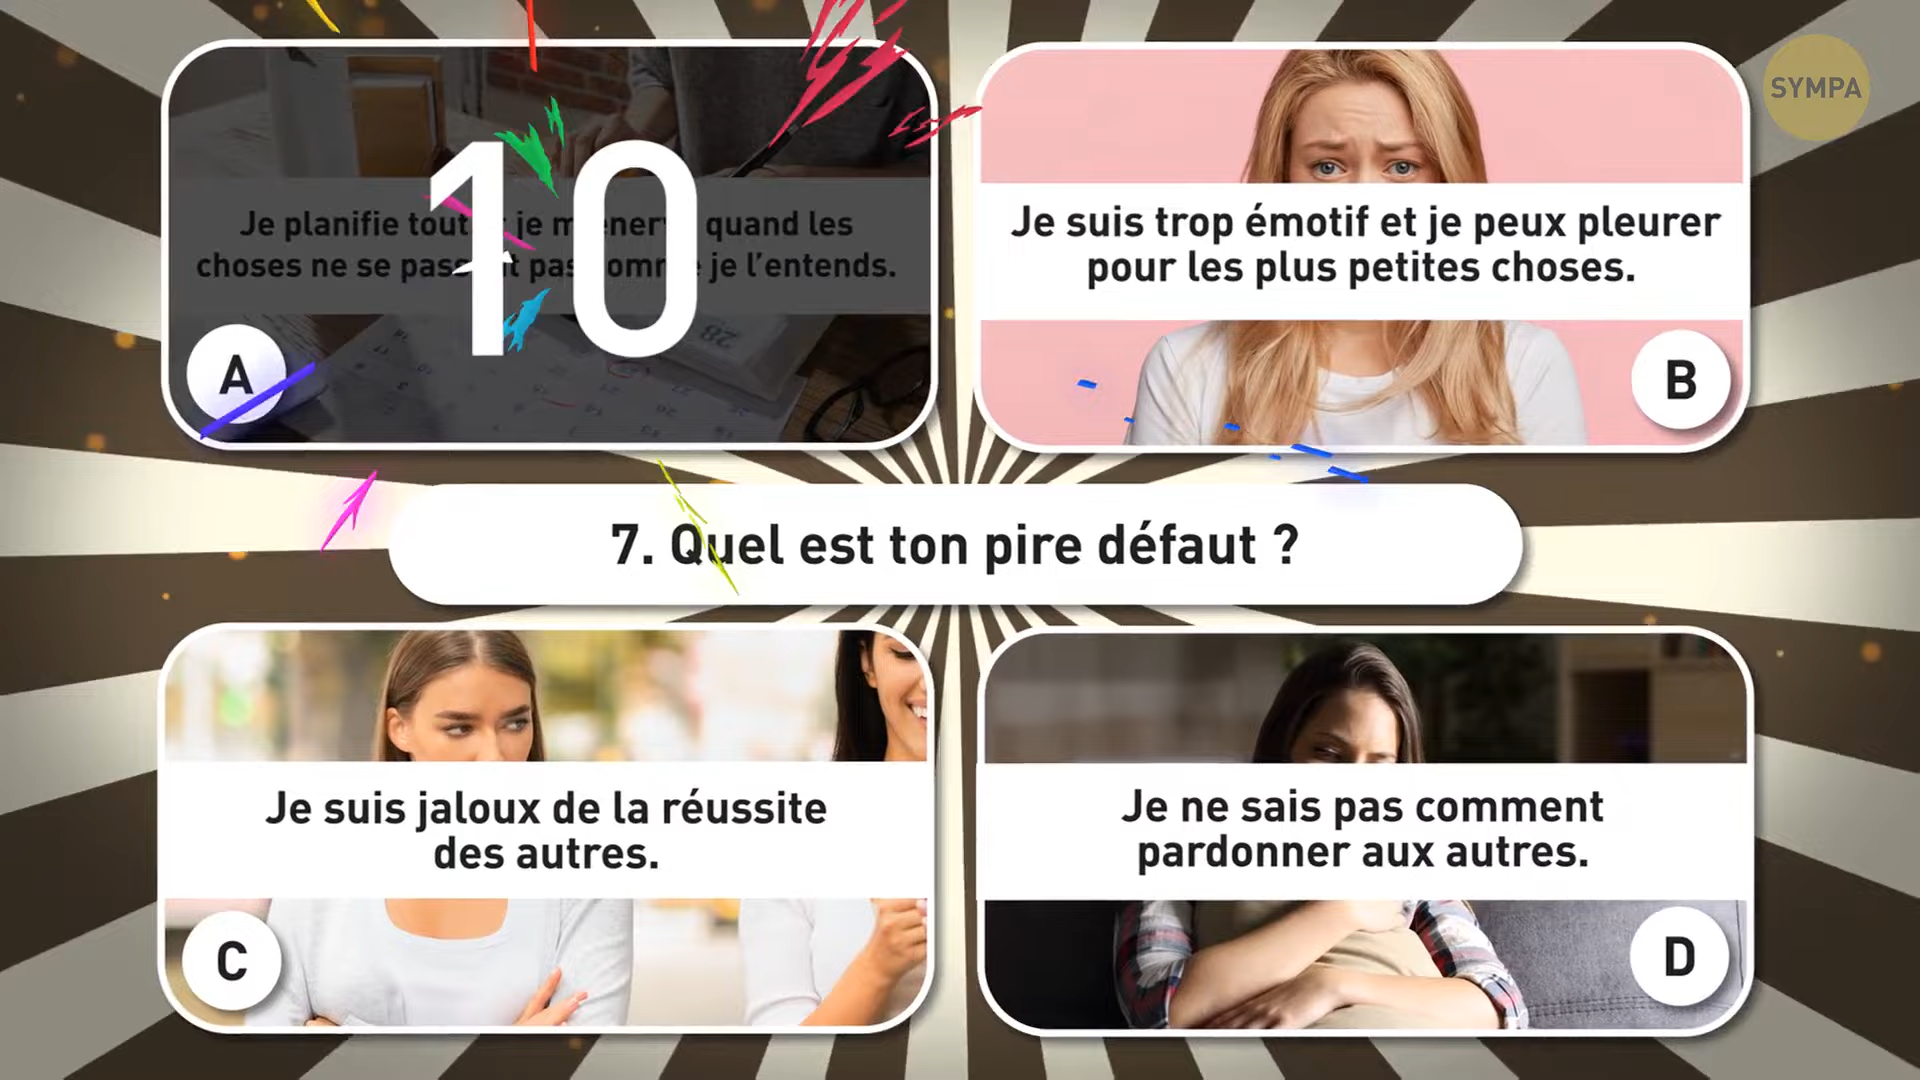 SYMPA
10
Je planifie tout je quand les
choses ne se pas je l'entends.
A
Je suis trop émotif et je peux pleurer
pour les plus petites choses.
B
7. Quel est ton pire défaut ?
Je suis jaloux de la réussite
des autres.
C
Je ne sais pas comment
pardonner aux autres.
D
28